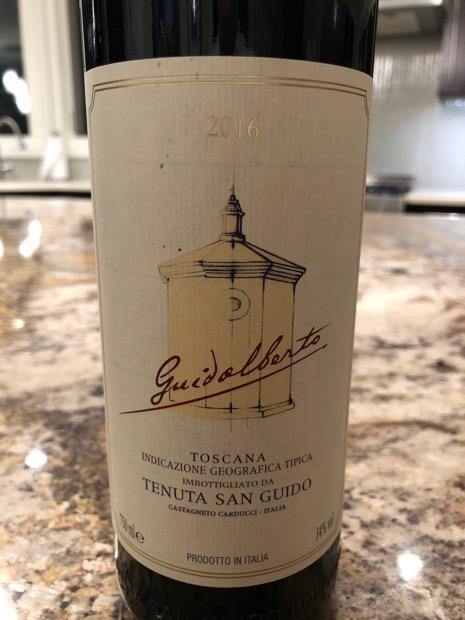 2016
Guidalberto
TOSCANA
INDICAZIONE GEOGRAFICA TIPICA
IMBOTTIGLIATO DA
TENUTA SAN GUIDO
CASTAGNETO CARDUCCI - ITALIA
750 ml e 14% vol
PRODOTTO IN ITALIA